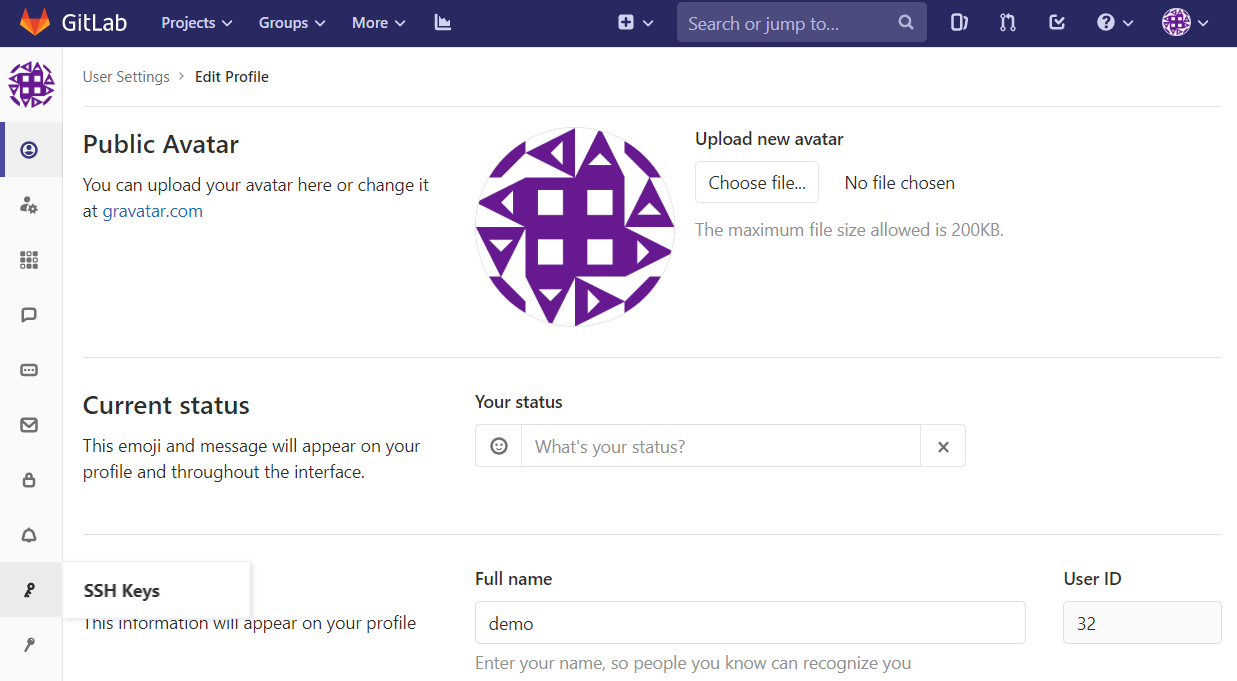 GitLab
Projects
Groups
More
Search or jump to...
User Settings > Edit Profile
Public Avatar
You can upload your avatar here or change it
at gravatar.com
Upload new avatar
Choose file...
No file chosen
The maximum file size allowed is 200KB.
Current status
This emoji and message will appear on your
profile and throughout the interface.
Your status
What's your status?
SSH Keys
This information will appear on your profile
Full name
demo
Enter your name, so people you know can recognize you
User ID
32